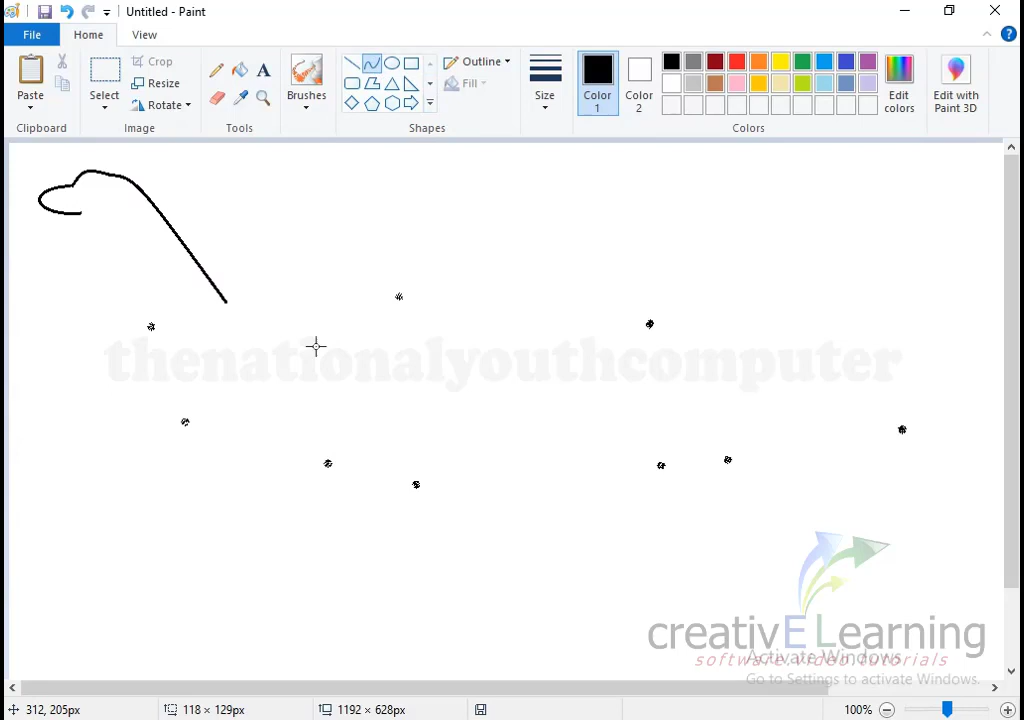 Untitled - Paint
File Home View
Paste
Clipboard
Select
Crop
Resize
Rotate
Image
A
Tools
Brushes
Outline
Fill
Shapes
Size
Color 1
Color 2
Edit colors
Colors
Edit with Paint 3D
thenationalyouthcomputer
creativE Learning
software video tutorials
Activate Windows
Go to Settings to activate Windows.
312, 205px 118 × 129px 1192 × 628px 100%